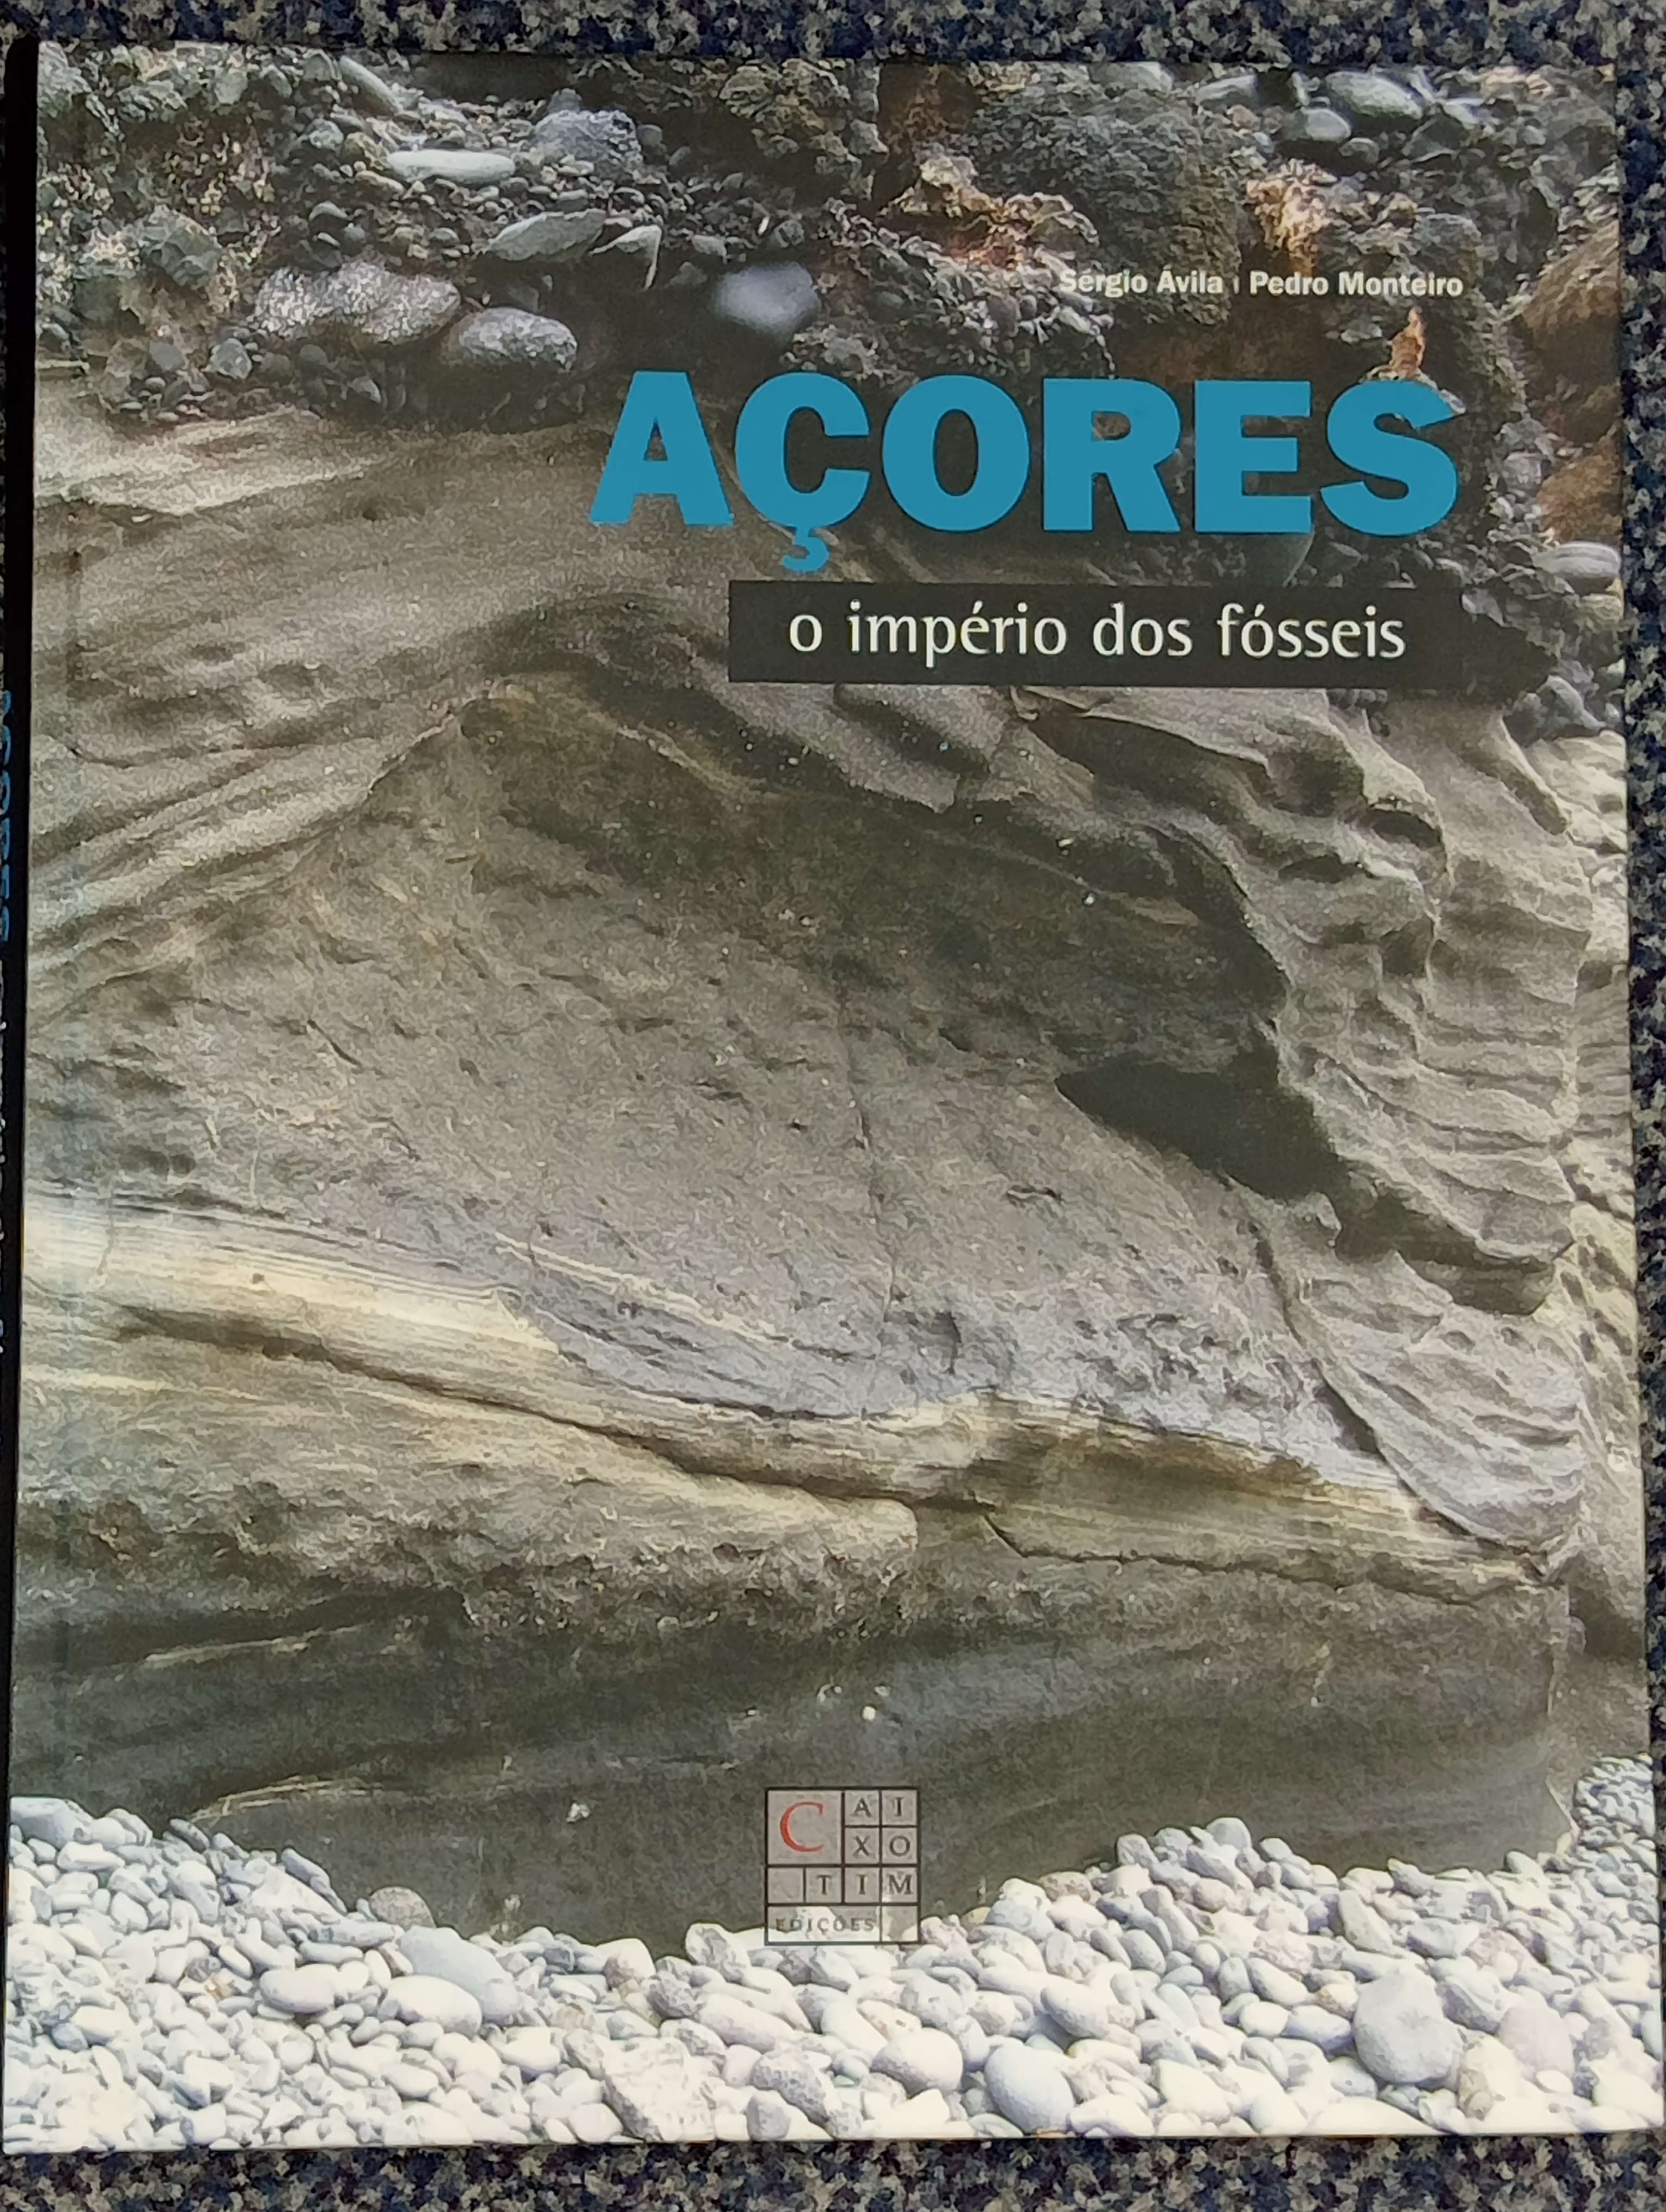 Sérgio Ávila | Pedro Monteiro
AÇORES
o império dos fósseis
C A I
X O
T I M
EDIÇÕES